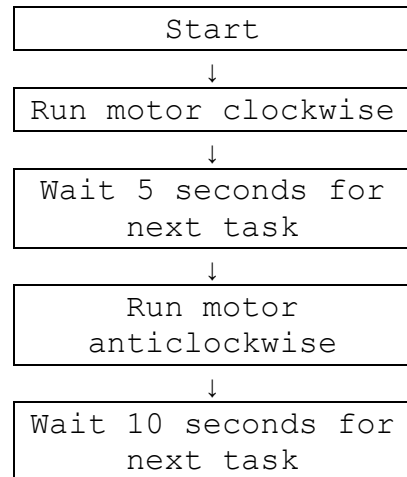 Start
↓
Run motor clockwise
↓
Wait 5 seconds for
next task
↓
Run motor
anticlockwise
↓
Wait 10 seconds for
next task